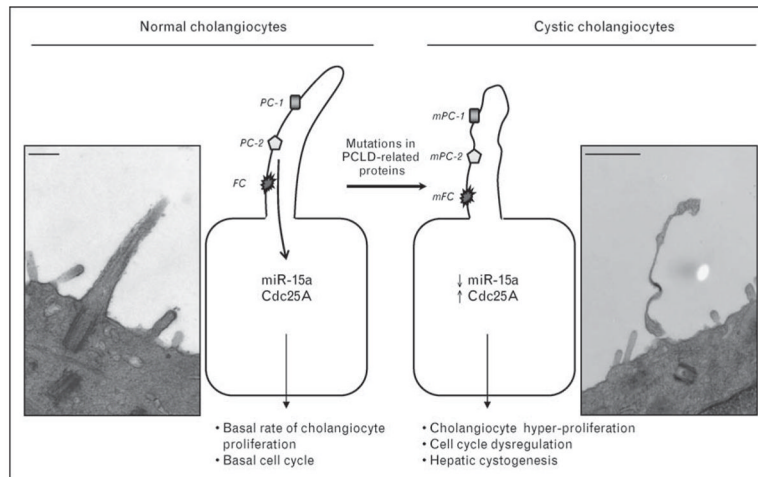 Normal cholangiocytes
Cystic cholangiocytes
PC-1
PC-2
FC
Mutations in
PCLD-related
proteins
mPC-1
mPC-2
mFC
miR-15a
Cdc25A
↓ miR-15a
↑ Cdc25A
• Basal rate of cholangiocyte
proliferation
• Basal cell cycle
• Cholangiocyte hyper-proliferation
• Cell cycle dysregulation
• Hepatic cystogenesis